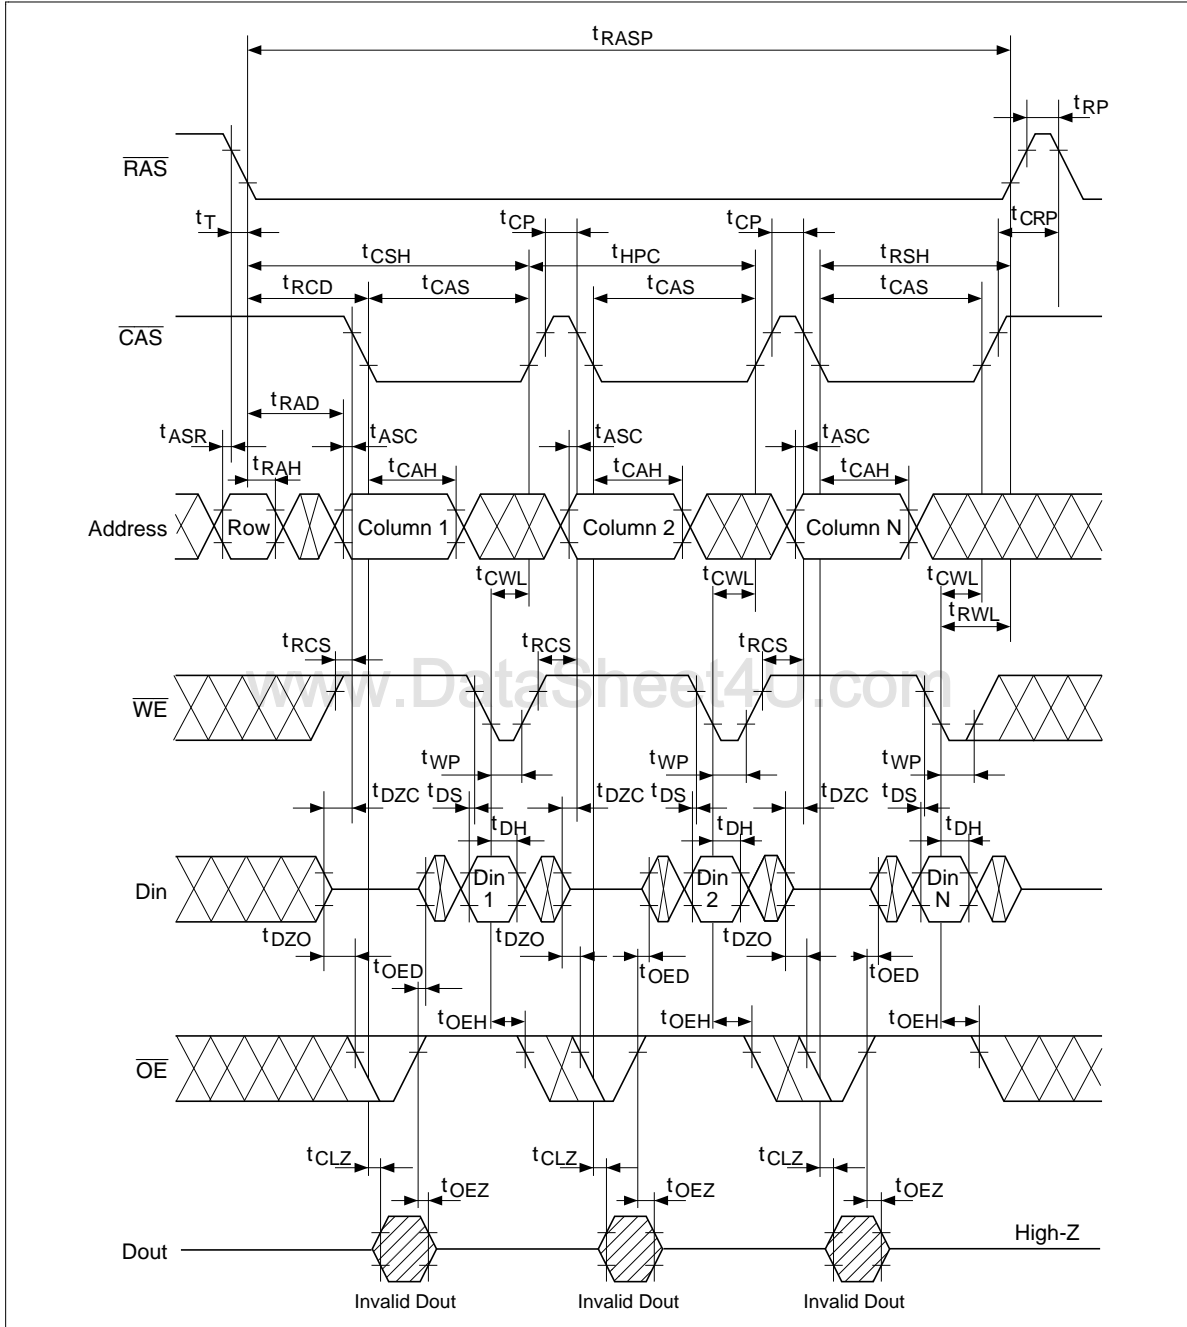 tRASP
tRP
RAS
tT tCP tCP tCRP
tCSH tHPC tRSH
tRCD tCAS tCAS tCAS
CAS
tRAD
tASR tASC tASC tASC
tRAH tCAH tCAH tCAH
Address Row Column 1 Column 2 Column N
tCWL tCWL tCWL
tRWL
tRCS tRCS tRCS
www.DataSheet4U.com
WE
tWP tWP tWP
tDZC tDS tDZC tDS tDZC tDS
tDH tDH tDH
Din Din 1 Din 2 Din N
tDZO tDZO tDZO
tOED tOED tOED
tOEH tOEH tOEH
OE
tCLZ tCLZ tCLZ
tOEZ tOEZ tOEZ
Dout High-Z
Invalid Dout Invalid Dout Invalid Dout